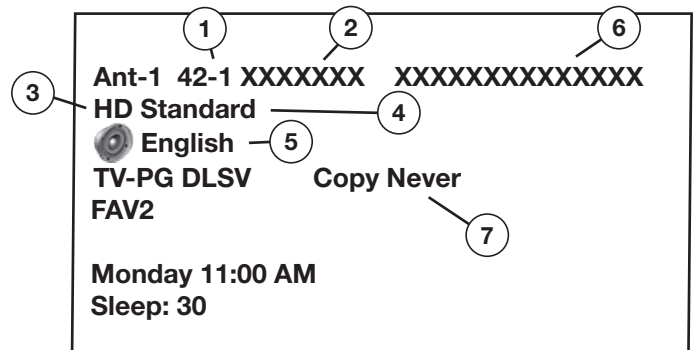 1 2 6
Ant-1 42-1 XXXXXXX XXXXXXXXXXXXXX
3 HD Standard 4
English 5
TV-PG DLSV Copy Never
FAV2 7
Monday 11:00 AM
Sleep: 30